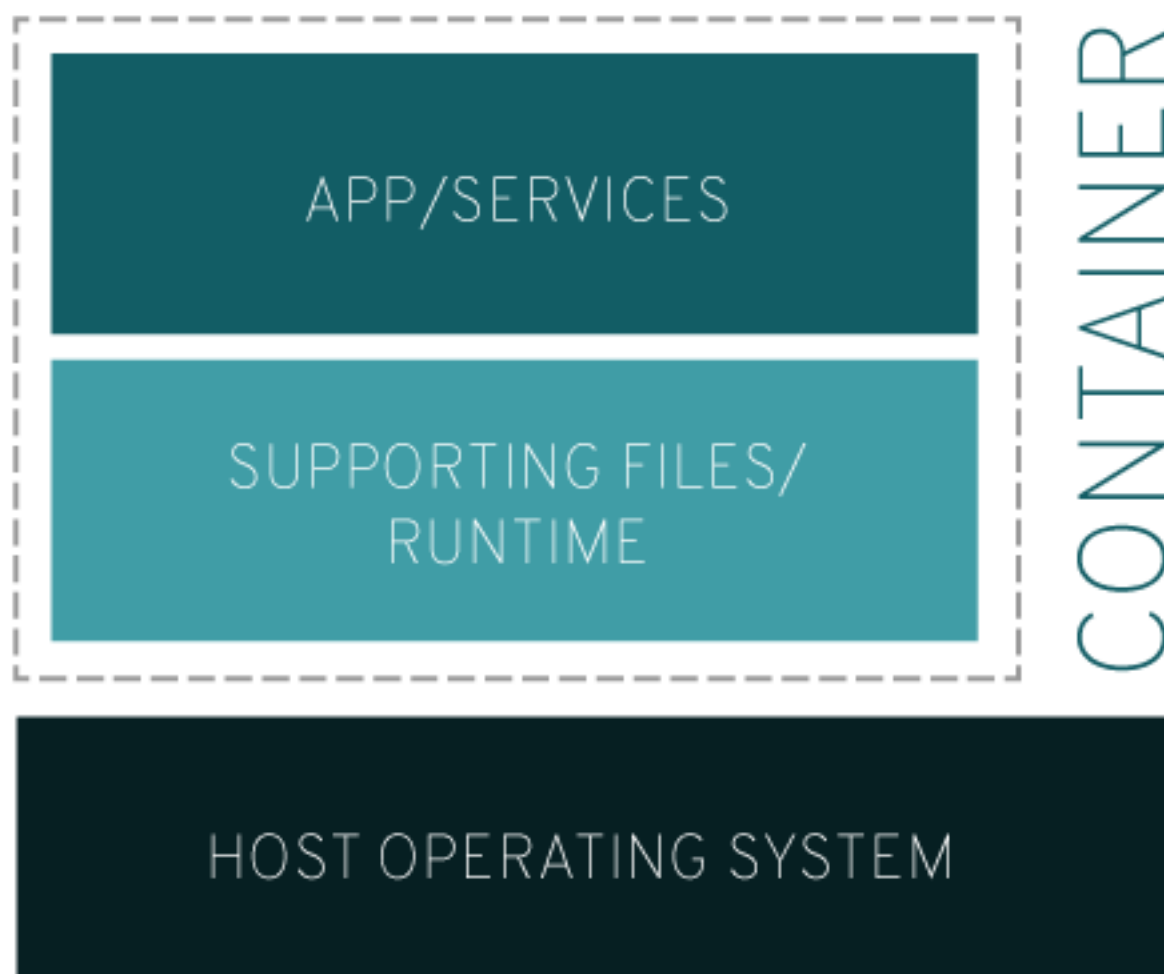 APP/SERVICES
SUPPORTING FILES/
RUNTIME
CONTAINER
HOST OPERATING SYSTEM